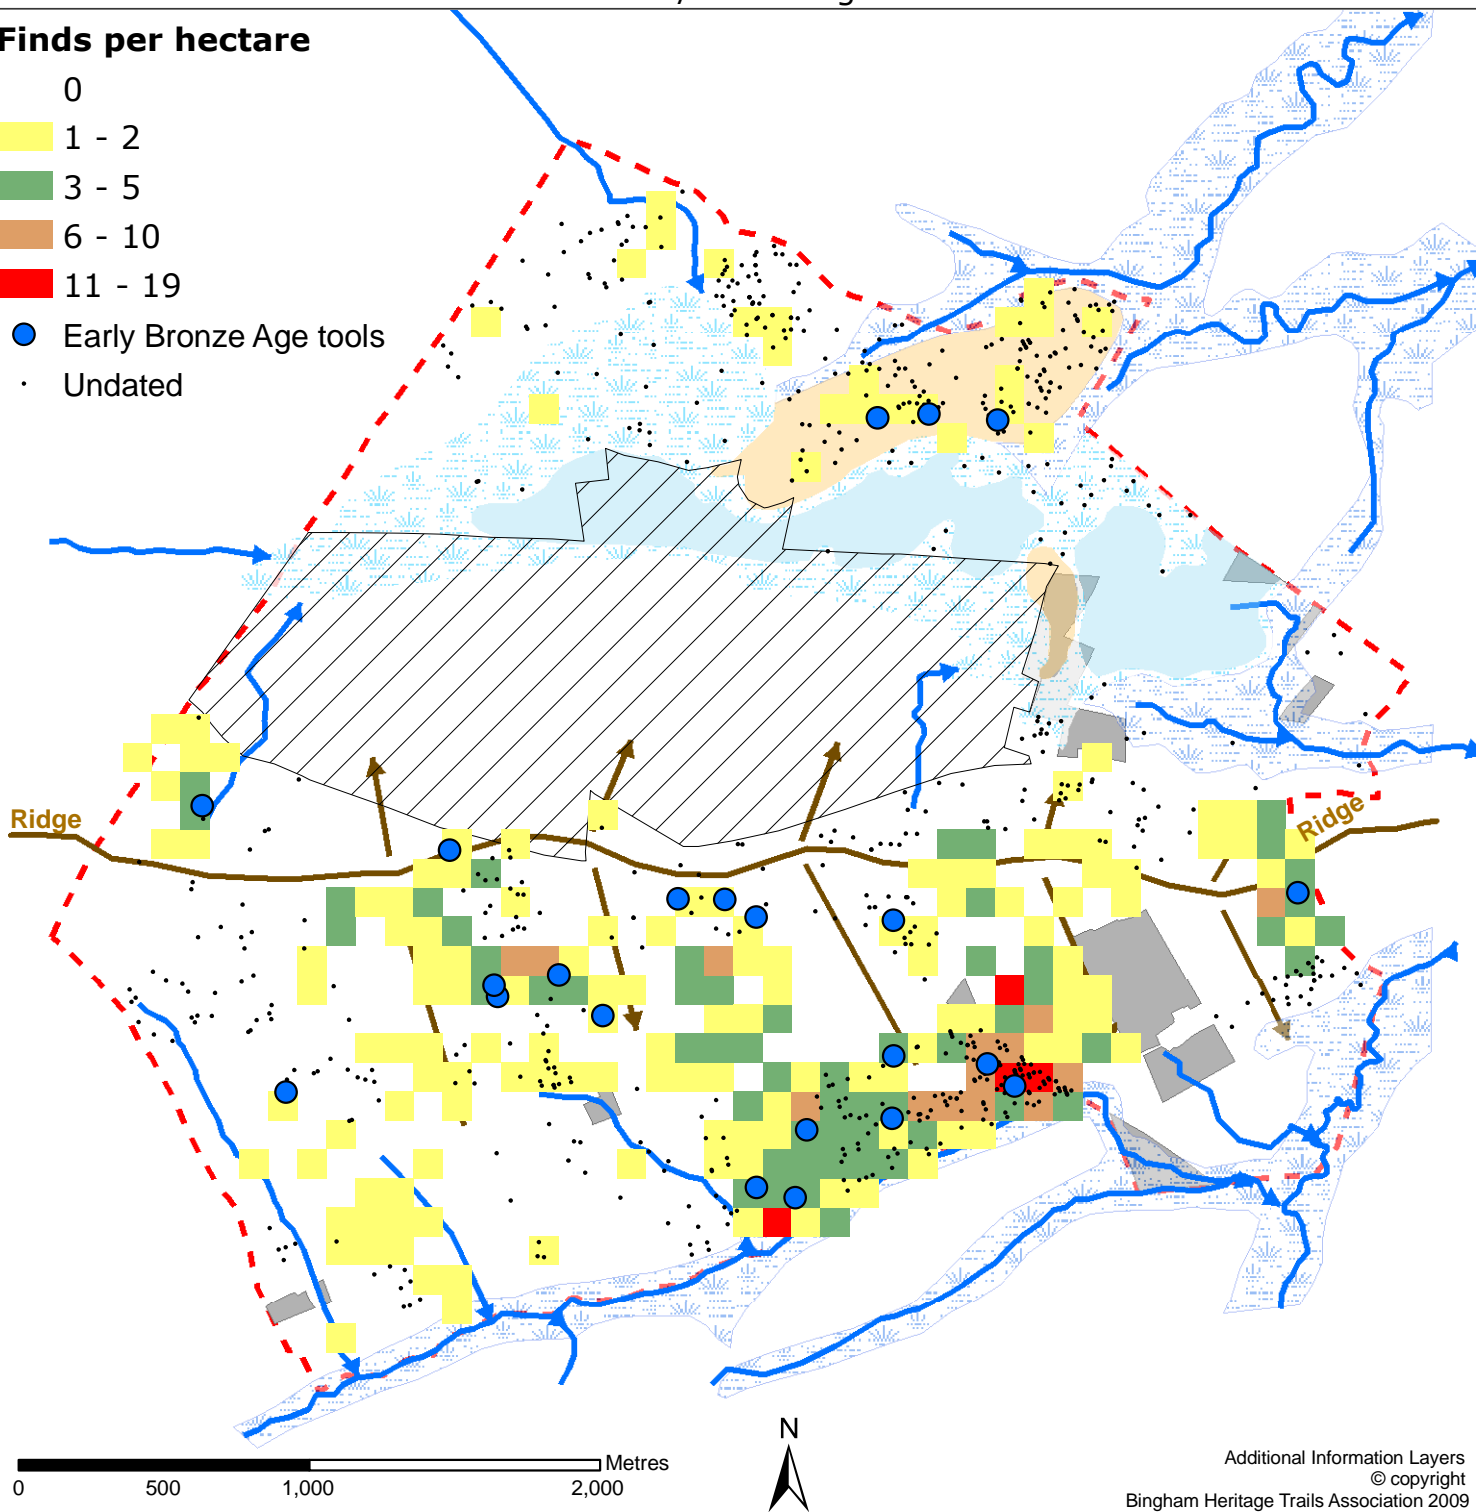 Finds per hectare
0
1 - 2
3 - 5
6 - 10
11 - 19
Early Bronze Age tools
Undated
Ridge
Ridge
N
Metres
0 500 1,000 2,000
Additional Information Layers
© copyright
Bingham Heritage Trails Association 2009